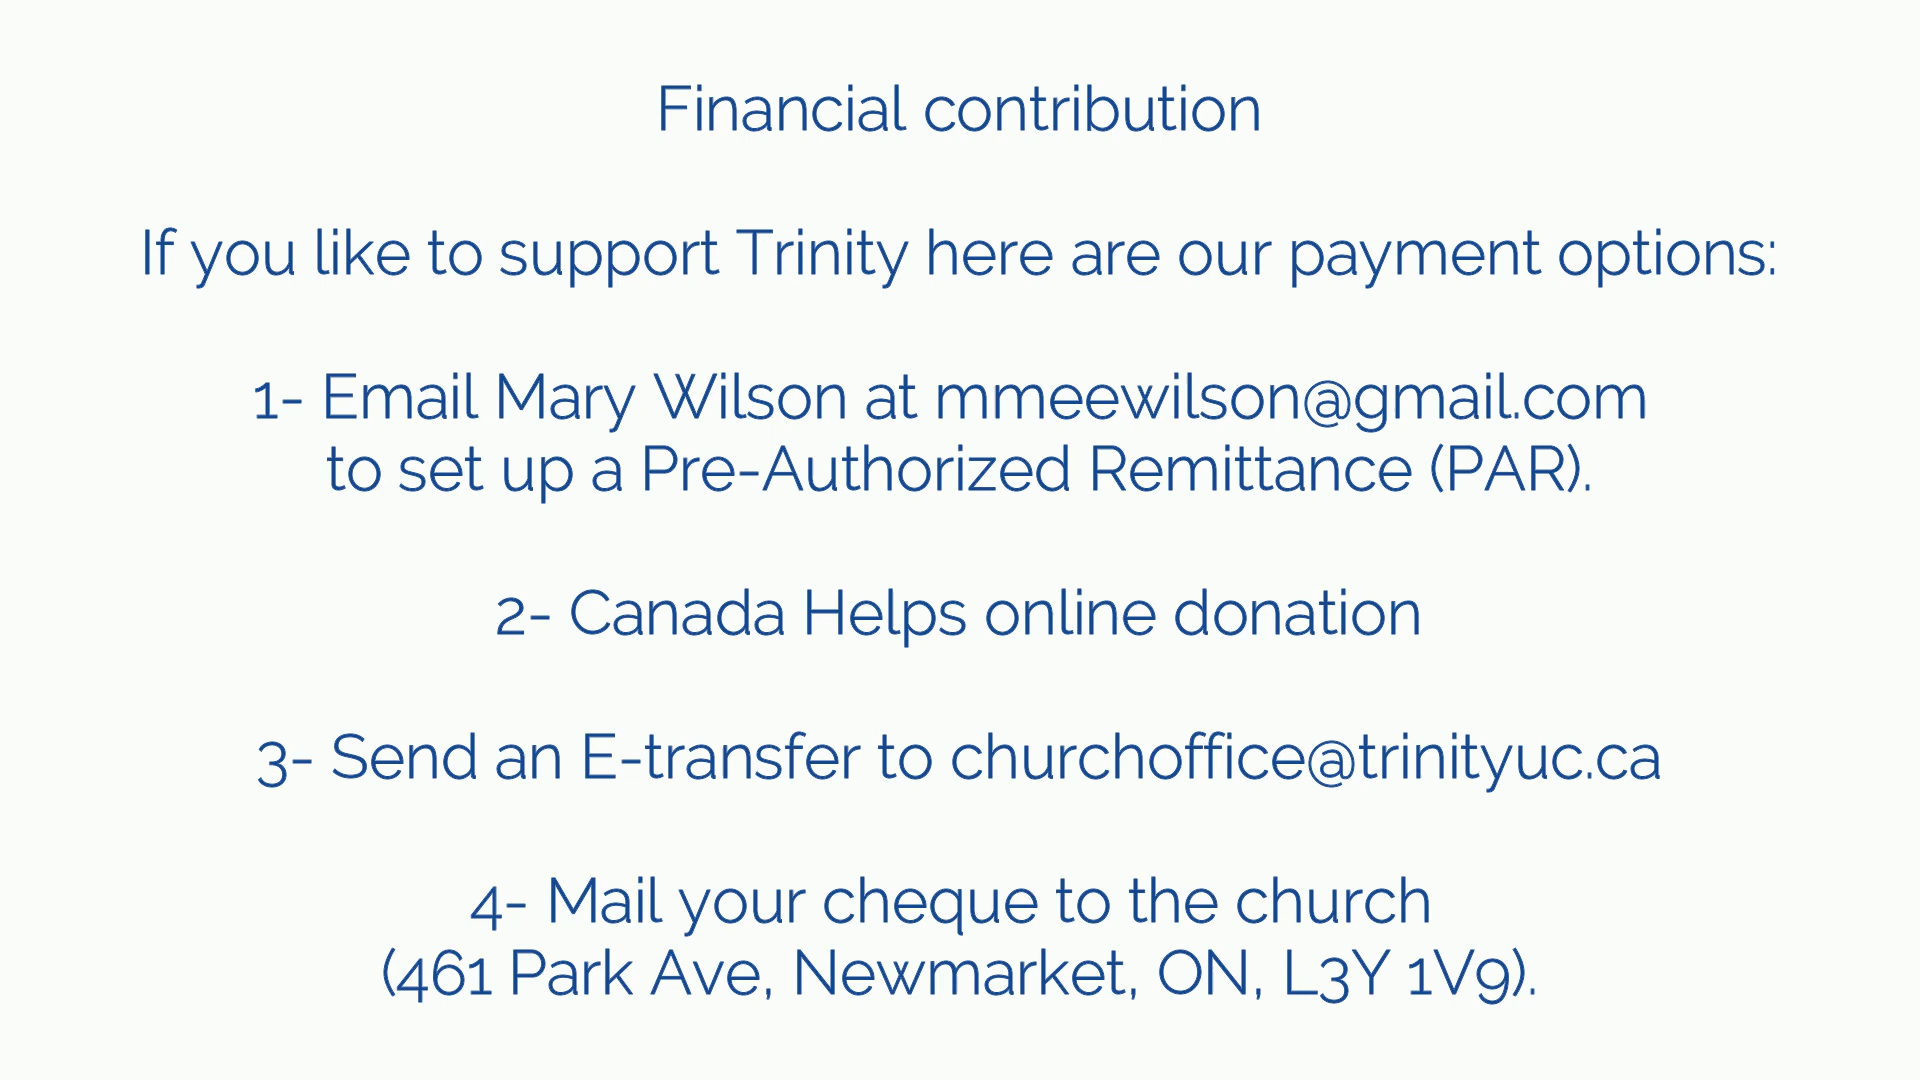 Financial contribution
If you like to support Trinity here are our payment options:
1- Email Mary Wilson at mmeewilson@gmail.com
to set up a Pre-Authorized Remittance (PAR).
2- Canada Helps online donation
3- Send an E-transfer to churchoffice@trinityuc.ca
4- Mail your cheque to the church
(461 Park Ave, Newmarket, ON, L3Y 1V9).